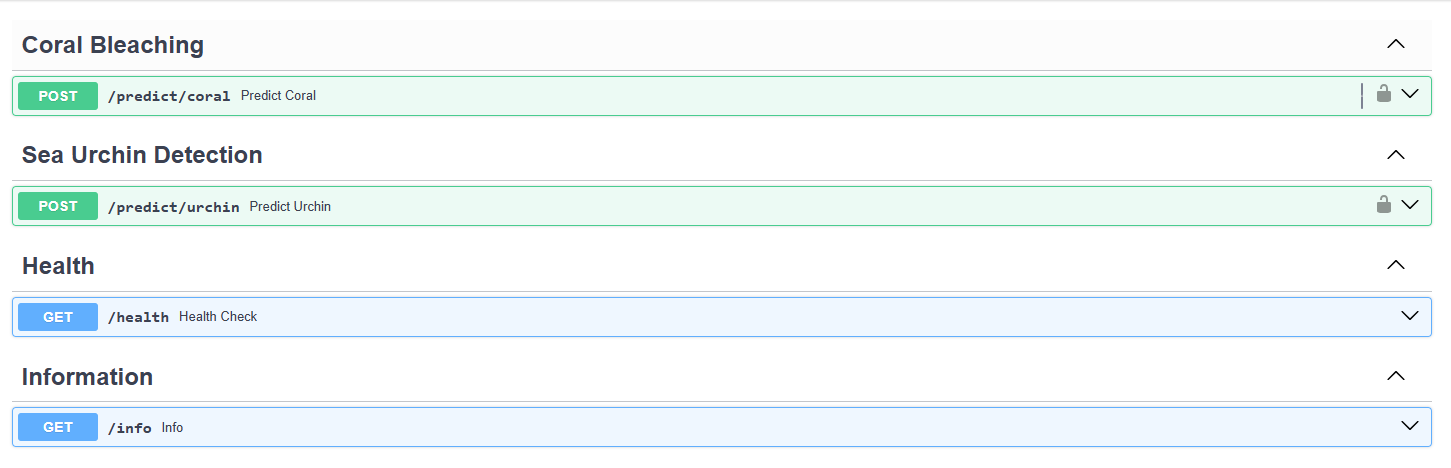 Coral Bleaching
POST /predict/coral Predict Coral
Sea Urchin Detection
POST /predict/urchin Predict Urchin
Health
GET /health Health Check
Information
GET /info Info